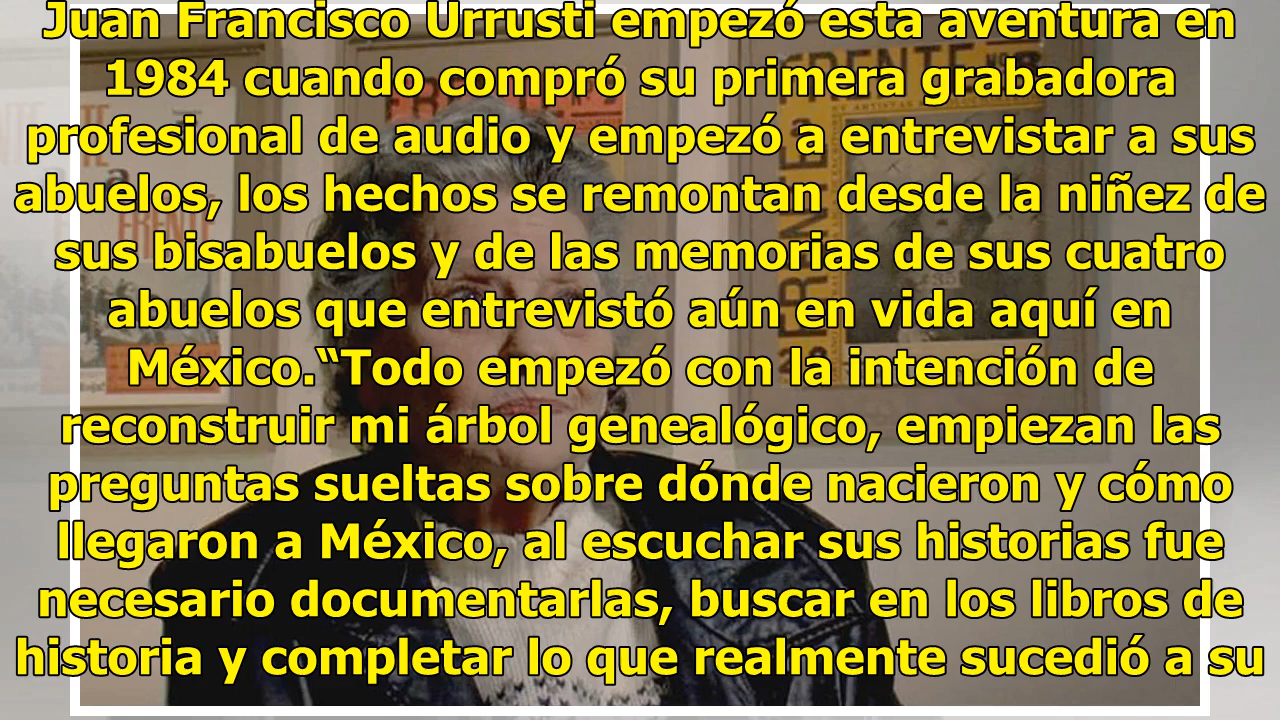 Juan Francisco Urrusti empezó esta aventura en
1984 cuando compró su primera grabadora
profesional de audio y empezó a entrevistar a sus
abuelos, los hechos se remontan desde la niñez de
sus bisabuelos y de las memorias de sus cuatro
abuelos que entrevistó aún en vida aquí en
México.“Todo empezó con la intención de
reconstruir mi árbol genealógico, empiezan las
preguntas sueltas sobre dónde nacieron y cómo
llegaron a México, al escuchar sus historias fue
necesario documentarlas, buscar en los libros de
historia y completar lo que realmente sucedió a su